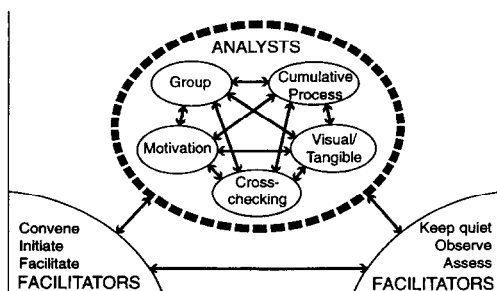 ANALYSTS
Group
Cumulative
Process
Motivation
Visual/
Tangible
Cross-
checking
Convene
Initiate
Facilitate
FACILITATORS
Keep quiet
Observe
Assess
FACILITATORS